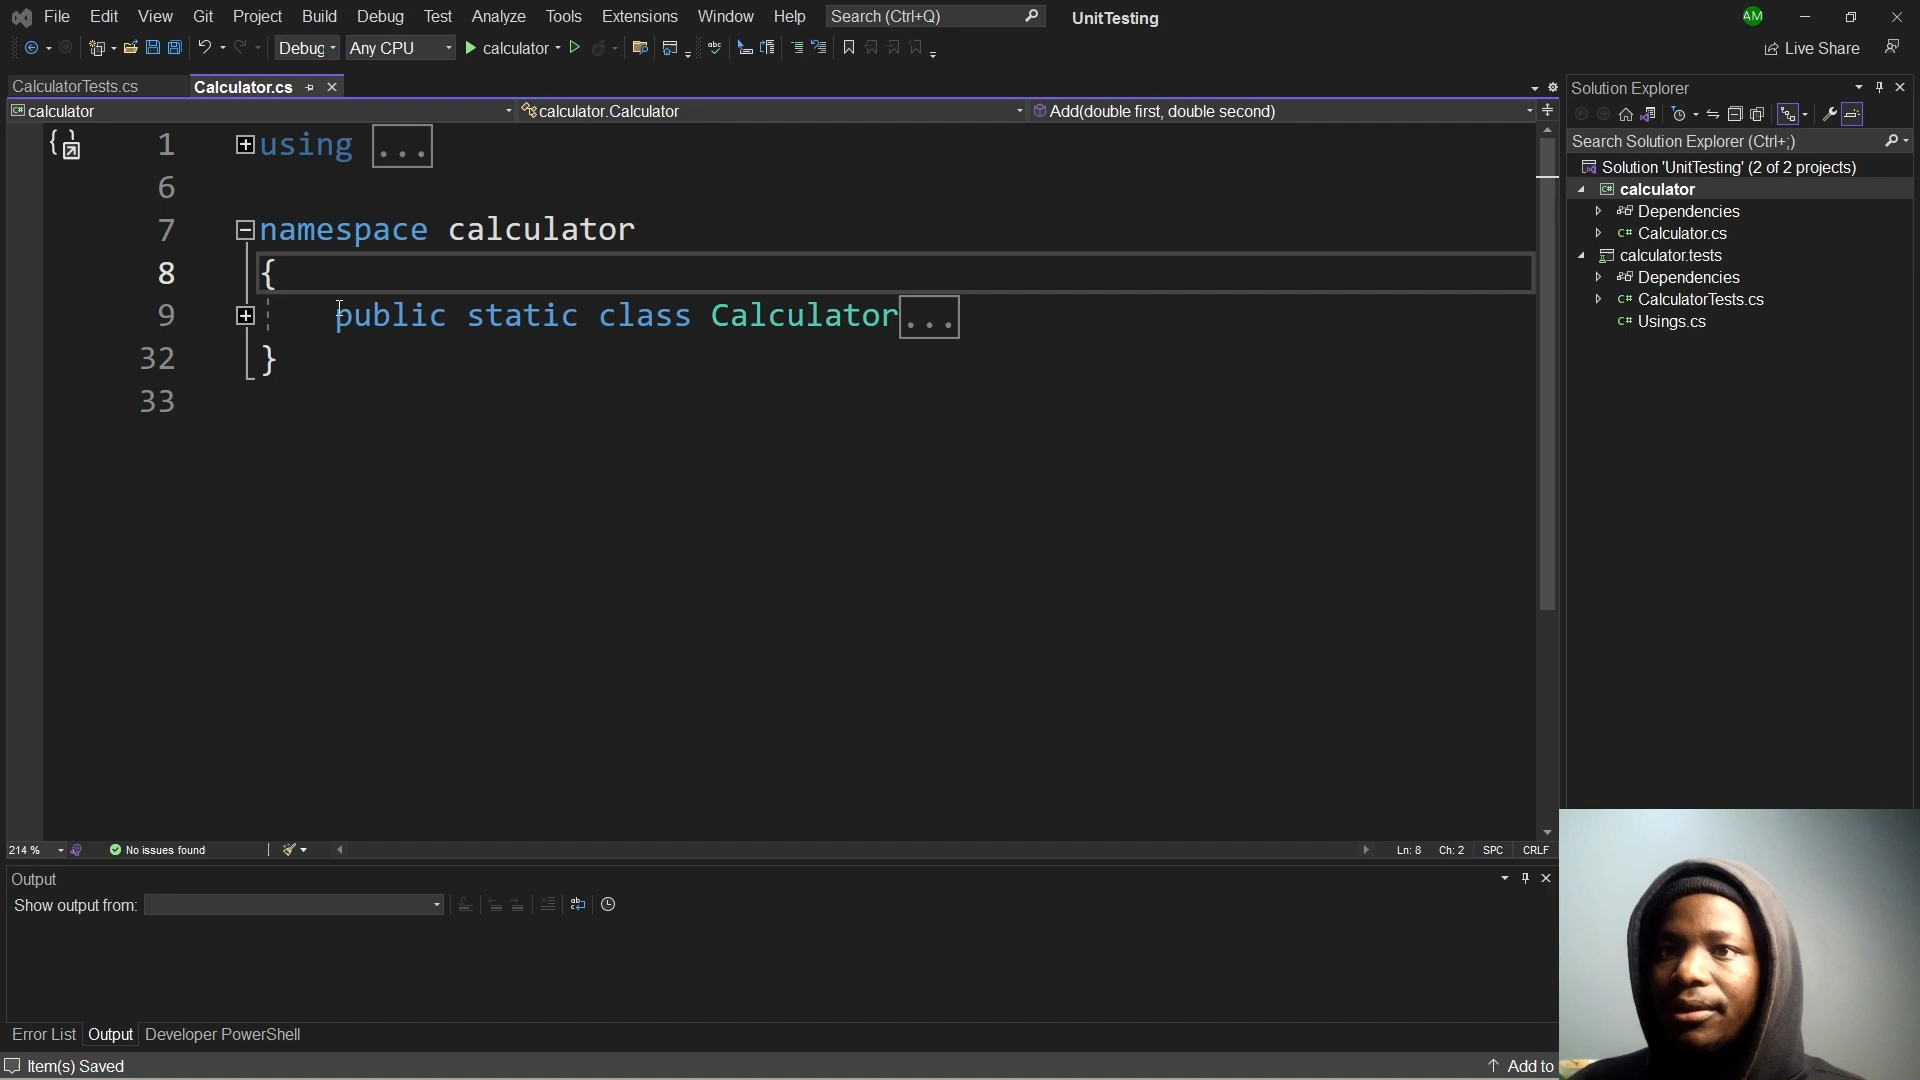 File Edit View Git Project Build Debug Test Analyze Tools Extensions Window Help Search (Ctrl+Q) UnitTesting AM
Debug Any CPU calculator Live Share
CalculatorTests.cs Calculator.cs
calculator calculator.Calculator Add(double first, double second)
1 using ...
6
7 namespace calculator
8 {
9 public static class Calculator...
32 }
33
214 % No issues found Ln: 8 Ch: 2 SPC CRLF
Output
Show output from:
Error List Output Developer PowerShell
Item(s) Saved Add to
Solution Explorer
Search Solution Explorer (Ctrl+;)
Solution 'UnitTesting' (2 of 2 projects)
calculator
Dependencies
C# Calculator.cs
calculator.tests
Dependencies
C# CalculatorTests.cs
C# Usings.cs